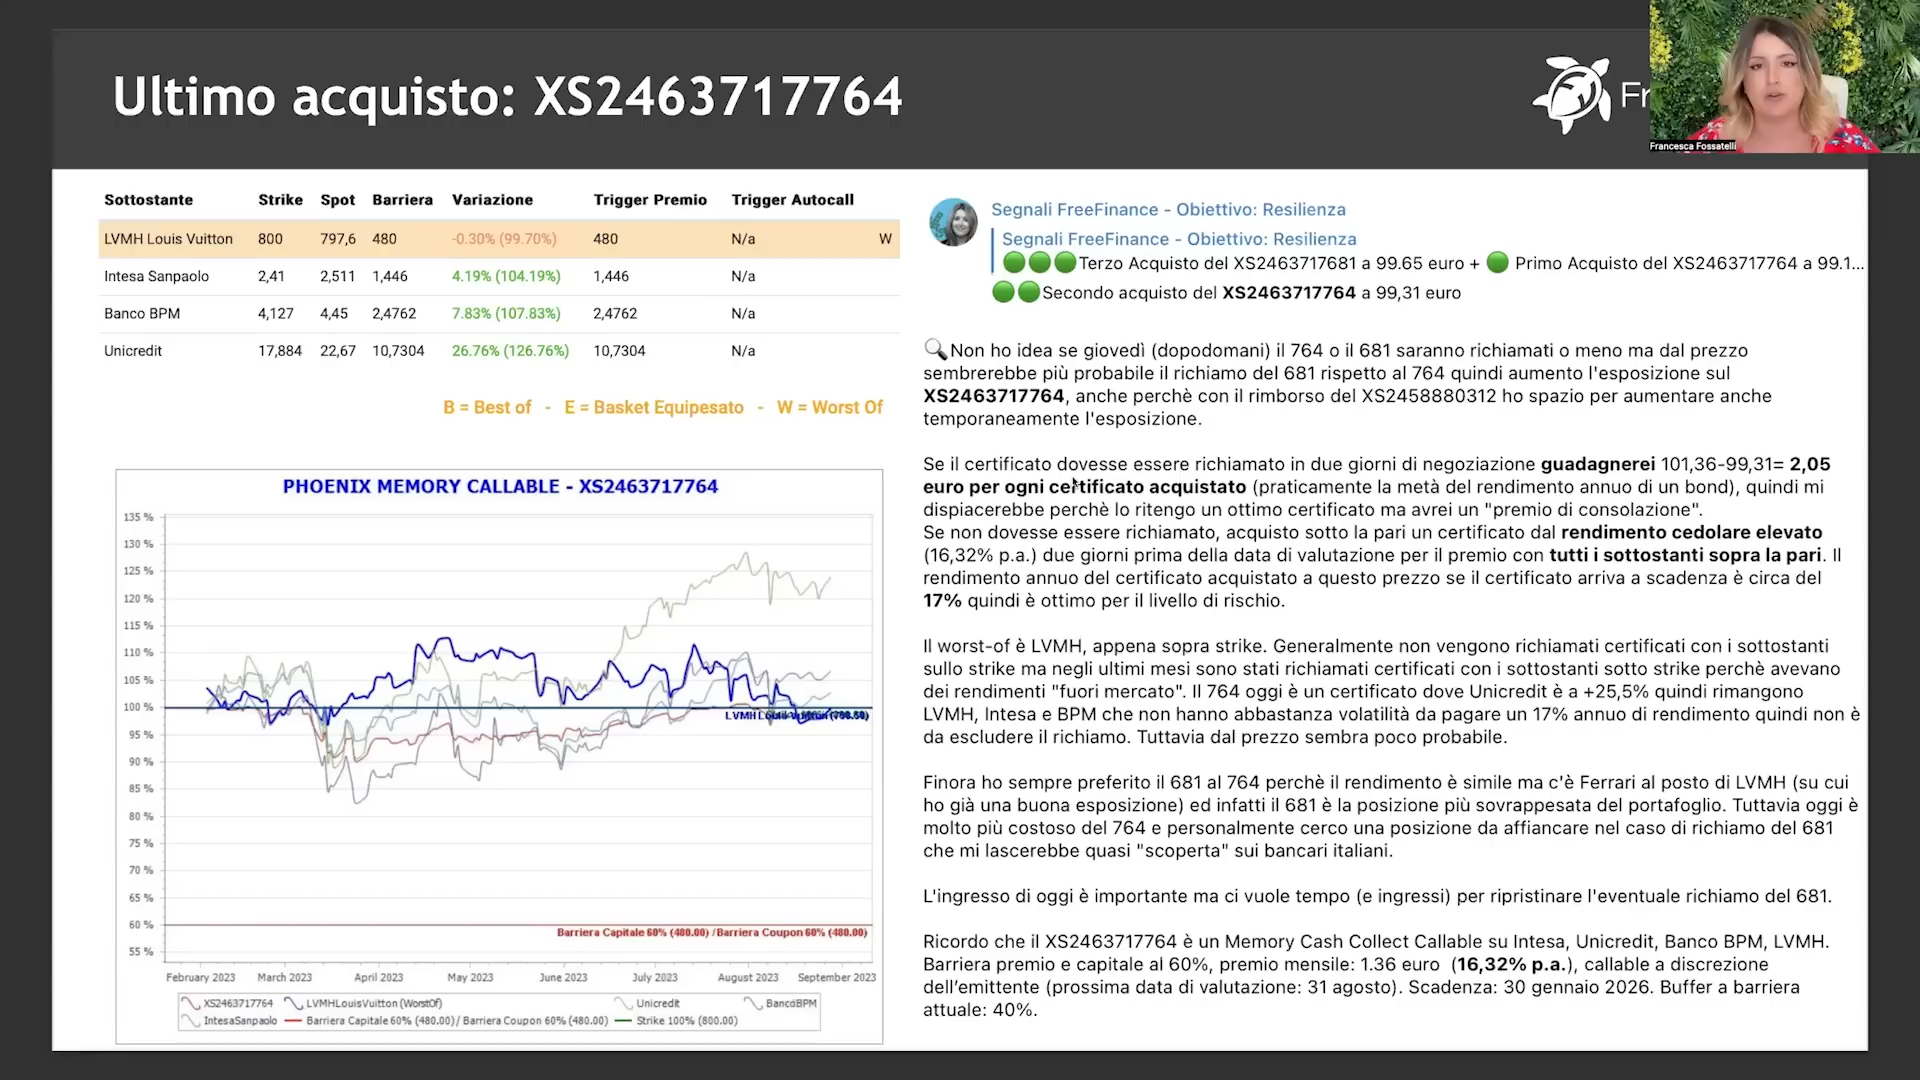 Ultimo acquisto: XS2463717764
Fr
Francesca Fossatelli
Sottostante Strike Spot Barriera Variazione Trigger Premio Trigger Autocall
LVMH Louis Vuitton 800 797,6 480 -0.30% (99.70%) 480 N/a W
Intesa Sanpaolo 2,41 2,511 1,446 4.19% (104.19%) 1,446 N/a
Banco BPM 4,127 4,45 2,4762 7.83% (107.83%) 2,4762 N/a
Unicredit 17,884 22,67 10,7304 26.76% (126.76%) 10,7304 N/a
B = Best of - E = Basket Equipesato - W = Worst Of
PHOENIX MEMORY CALLABLE - XS2463717764
135 %
130 %
125 %
120 %
115 %
110 %
105 %
100 %
95 %
90 %
85 %
80 %
75 %
70 %
65 %
60 %
55 %
Barriera Capitale 60% (480.00) /Barriera Coupon 60% (480.00)
February 2023 March 2023 April 2023 May 2023 June 2023 July 2023 August 2023 September 2023
XS2463717764 LVMHLouisVuitton (WorstOf) Unicredit BancoBPM
IntesaSanpaolo Barriera Capitale 60% (480.00)/ Barriera Coupon 60% (480.00) Strike 100% (800.00)
Segnali FreeFinance - Obiettivo: Resilienza
Segnali FreeFinance - Obiettivo: Resilienza
Terzo Acquisto del XS2463717681 a 99.65 euro + Primo Acquisto del XS2463717764 a 99.1...
Secondo acquisto del XS2463717764 a 99,31 euro
Non ho idea se giovedì (dopodomani) il 764 o il 681 saranno richiamati o meno ma dal prezzo
sembrerebbe più probabile il richiamo del 681 rispetto al 764 quindi aumento l'esposizione sul
XS2463717764, anche perchè con il rimborso del XS2458880312 ho spazio per aumentare anche
temporaneamente l'esposizione.
Se il certificato dovesse essere richiamato in due giorni di negoziazione guadagnerei 101,36-99,31= 2,05
euro per ogni certificato acquistato (praticamente la metà del rendimento annuo di un bond), quindi mi
dispiacerebbe perchè lo ritengo un ottimo certificato ma avrei un "premio di consolazione".
Se non dovesse essere richiamato, acquisto sotto la pari un certificato dal rendimento cedolare elevato
(16,32% p.a.) due giorni prima della data di valutazione per il premio con tutti i sottostanti sopra la pari. Il
rendimento annuo del certificato acquistato a questo prezzo se il certificato arriva a scadenza è circa del
17% quindi è ottimo per il livello di rischio.
Il worst-of è LVMH, appena sopra strike. Generalmente non vengono richiamati certificati con i sottostanti
sullo strike ma negli ultimi mesi sono stati richiamati certificati con i sottostanti sotto strike perchè avevano
dei rendimenti "fuori mercato". Il 764 oggi è un certificato dove Unicredit è a +25,5% quindi rimangono
LVMH, Intesa e BPM che non hanno abbastanza volatilità da pagare un 17% annuo di rendimento quindi non è
da escludere il richiamo. Tuttavia dal prezzo sembra poco probabile.
Finora ho sempre preferito il 681 al 764 perchè il rendimento è simile ma c'è Ferrari al posto di LVMH (su cui
ho già una buona esposizione) ed infatti il 681 è la posizione più sovrappesata del portafoglio. Tuttavia oggi è
molto più costoso del 764 e personalmente cerco una posizione da affiancare nel caso di richiamo del 681
che mi lascerebbe quasi "scoperta" sui bancari italiani.
L'ingresso di oggi è importante ma ci vuole tempo (e ingressi) per ripristinare l'eventuale richiamo del 681.
Ricordo che il XS2463717764 è un Memory Cash Collect Callable su Intesa, Unicredit, Banco BPM, LVMH.
Barriera premio e capitale al 60%, premio mensile: 1.36 euro (16,32% p.a.), callable a discrezione
dell'emittente (prossima data di valutazione: 31 agosto). Scadenza: 30 gennaio 2026. Buffer a barriera
attuale: 40%.